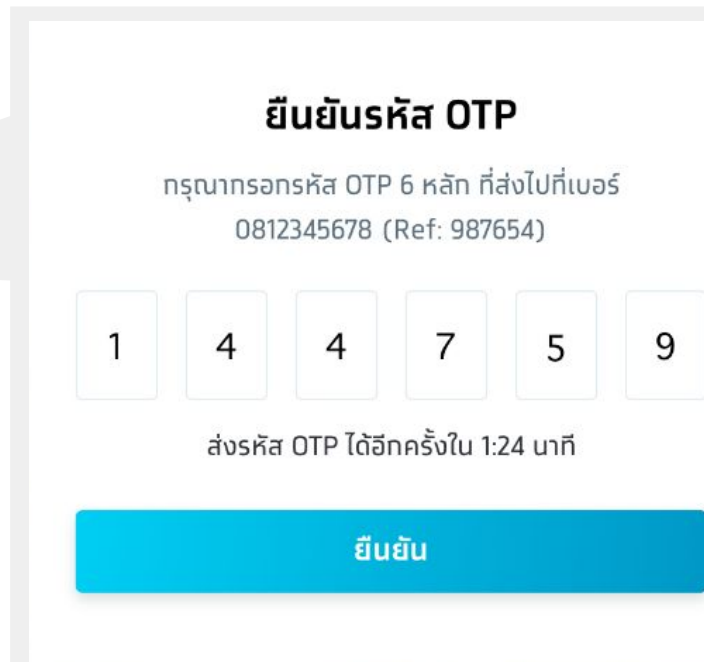 ยืนยันรหัส OTP
กรุณากรอกรหัส OTP 6 หลัก ที่ส่งไปที่เบอร์
0812345678 (Ref: 987654)
1 4 4 7 5 9
ส่งรหัส OTP ได้อีกครั้งใน 1:24 นาที
ยืนยัน